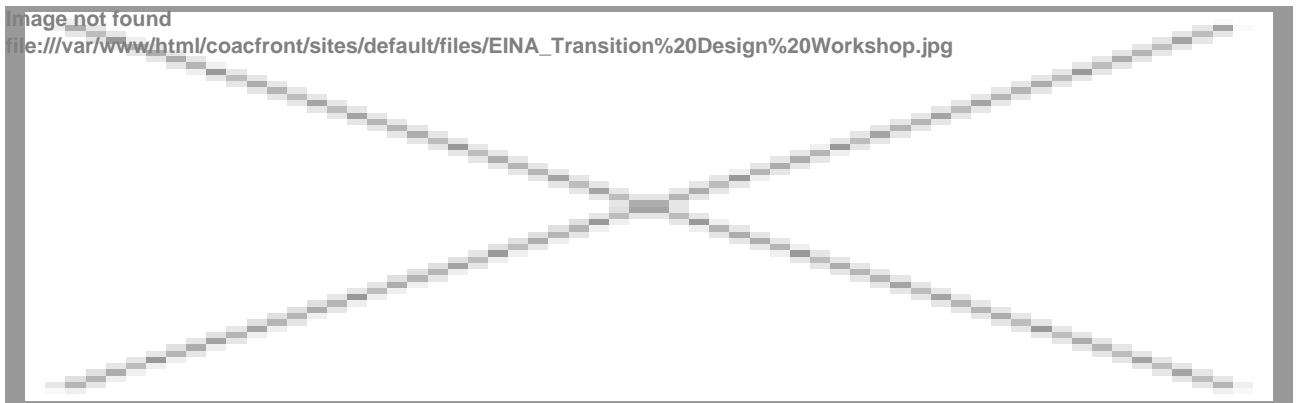 Image not found
file:///var/www/html/coacfront/sites/default/files/EINA_Transition%20Design%20Workshop.jpg